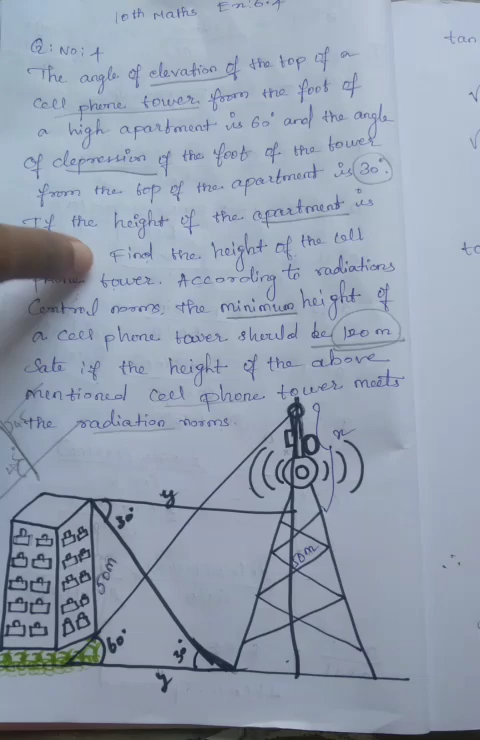 10th Maths Ex:6.4
Q: No: 4
The angle of elevation of the top of a
cell phone tower from the foot of
a high apartment is 60° and the angle
of depression of the foot of the tower
from the top of the apartment is 30°.
If the height of the apartment is
Find the height of the cell
phone tower. According to radiations
Control norms, the minimum height of
a cell phone tower should be 120m
Sate if the height of the above
mentioned cell phone tower meets
the radiation norms.
x
y
30°
50m
50m
60°
30°
y
tan